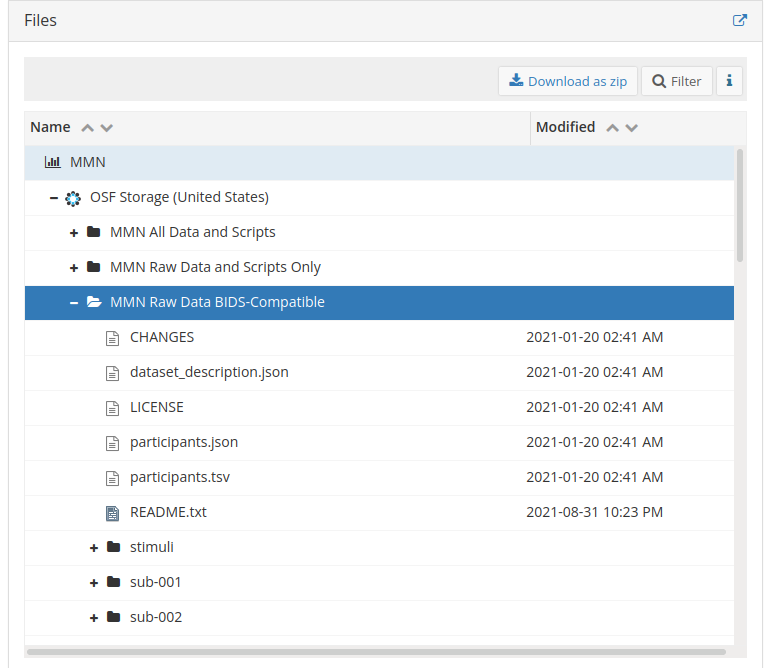 Files
Download as zip
Filter
i
Name
Modified
MMN
OSF Storage (United States)
MMN All Data and Scripts
MMN Raw Data and Scripts Only
MMN Raw Data BIDS-Compatible
CHANGES 2021-01-20 02:41 AM
dataset_description.json 2021-01-20 02:41 AM
LICENSE 2021-01-20 02:41 AM
participants.json 2021-01-20 02:41 AM
participants.tsv 2021-01-20 02:41 AM
README.txt 2021-08-31 10:23 PM
stimuli
sub-001
sub-002